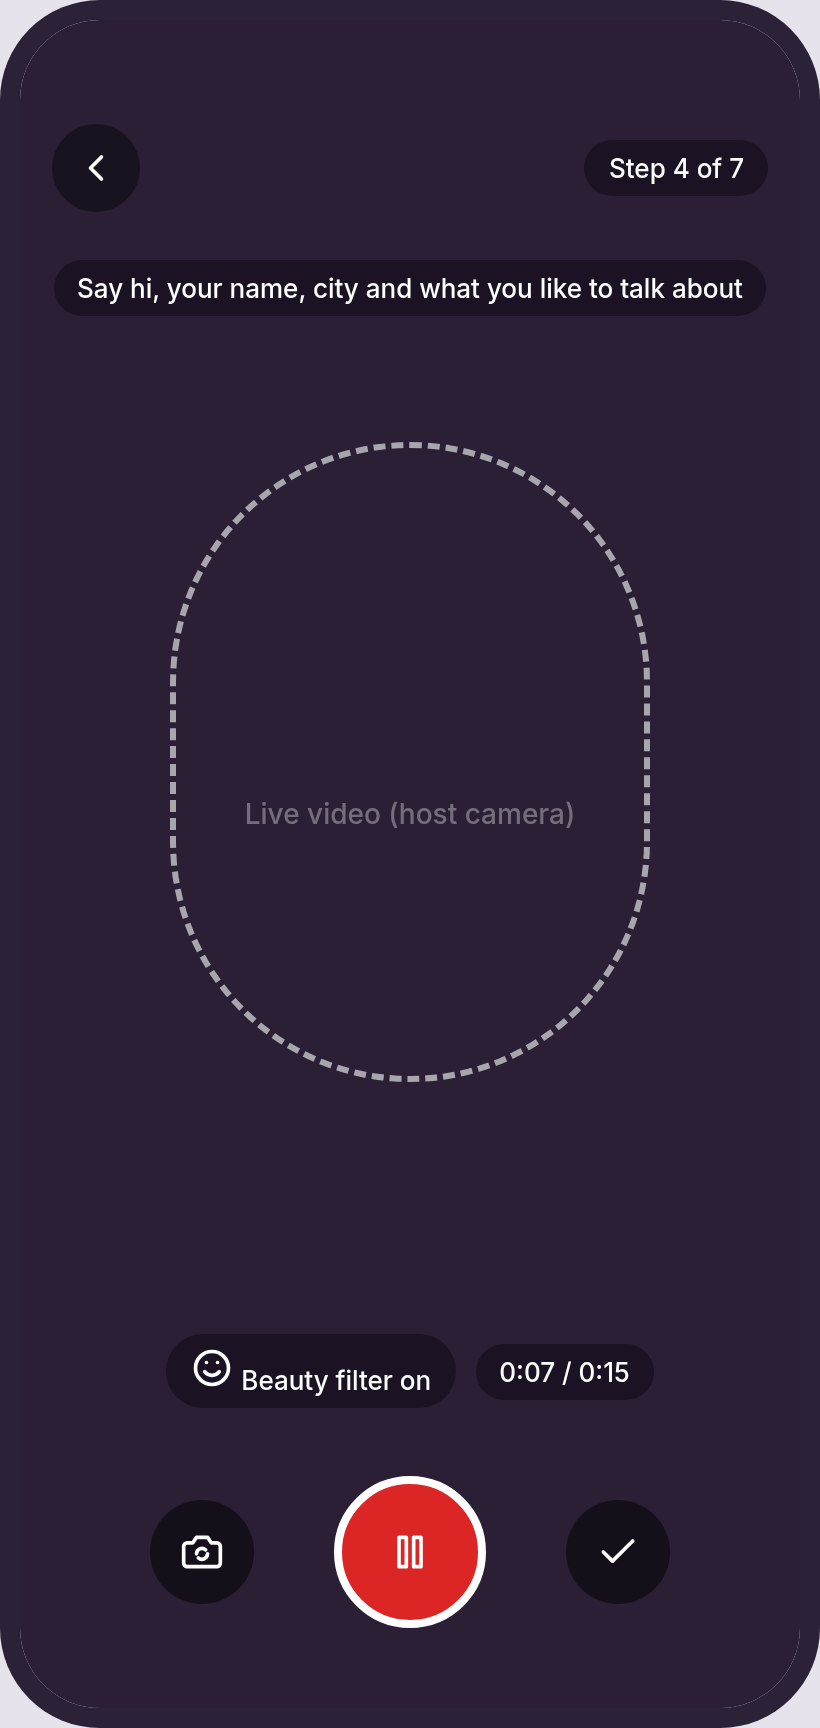 Step 4 of 7
Say hi, your name, city and what you like to talk about
Live video (host camera)
Beauty filter on
0:07 / 0:15